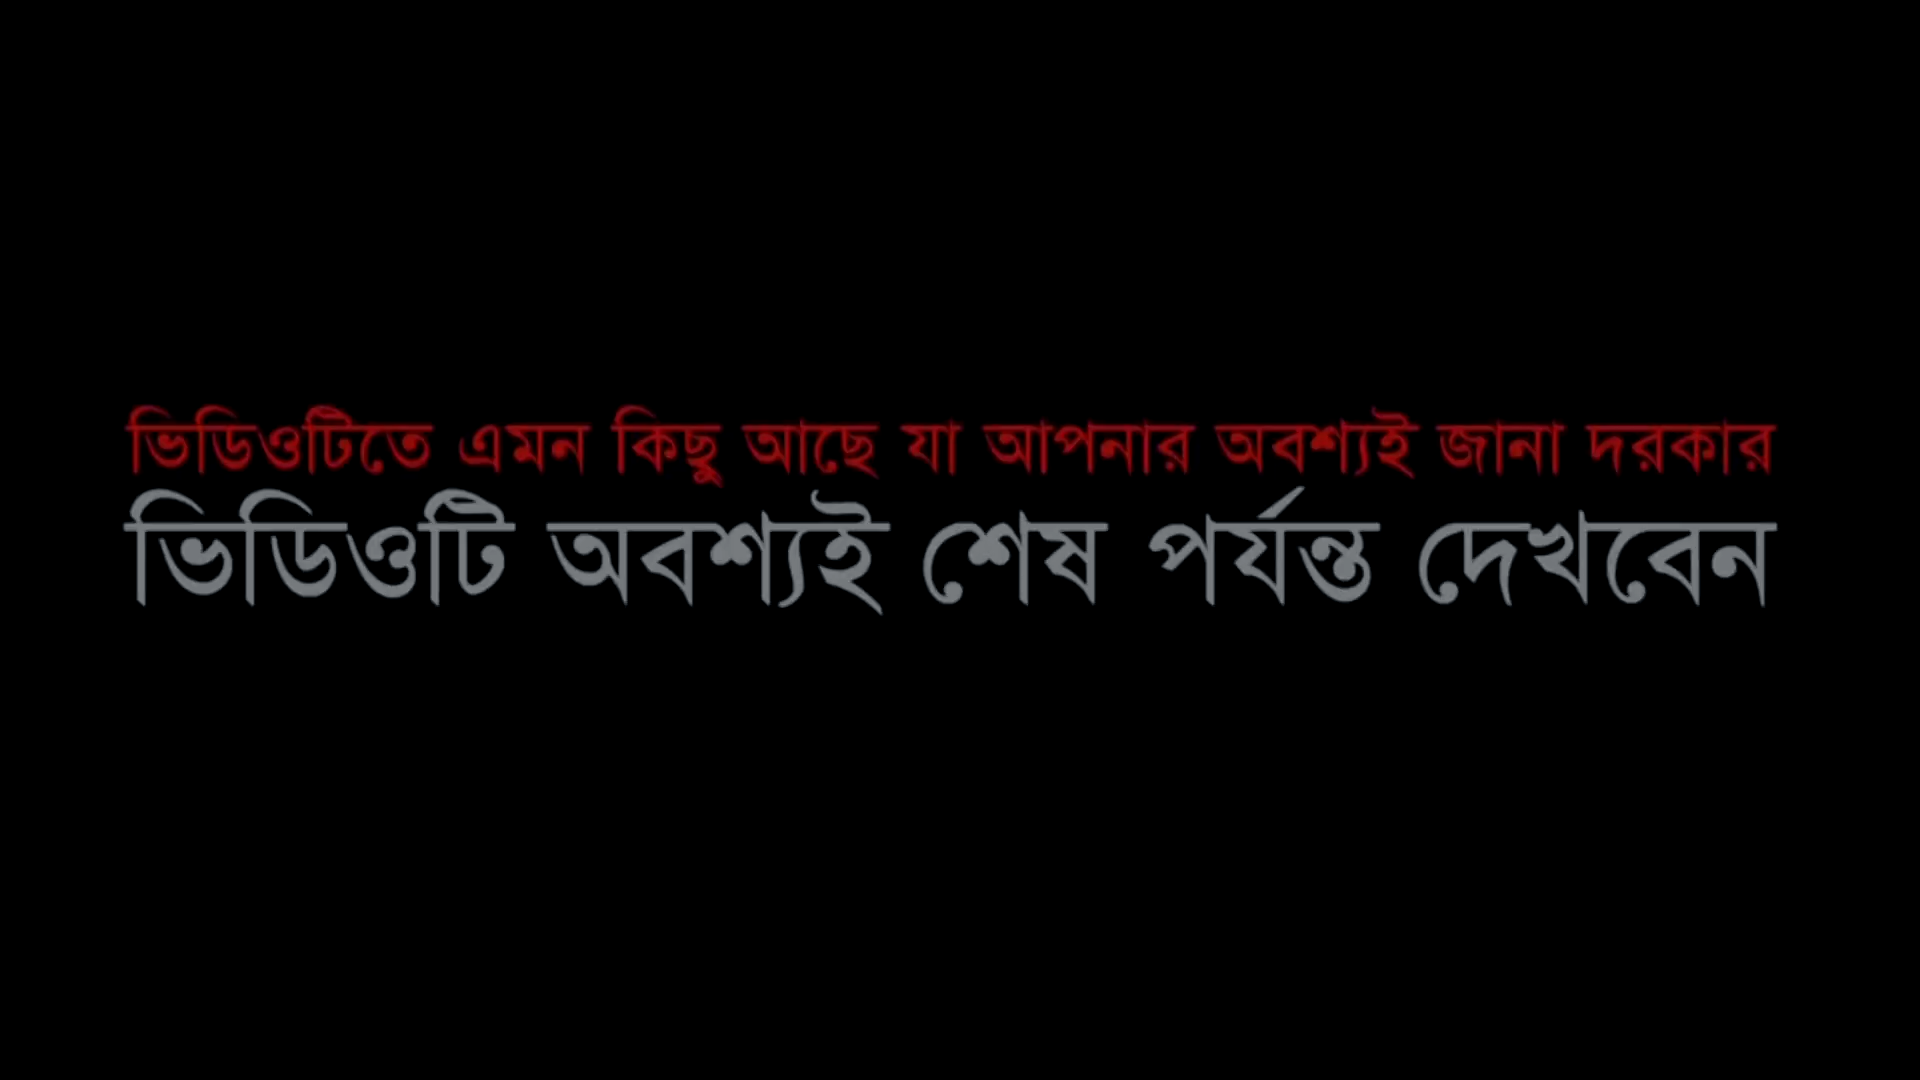 ভিডিওটিতে এমন কিছু আছে যা আপনার অবশ্যই জানা দরকার
ভিডিওটি অবশ্যই শেষ পর্যন্ত দেখবেন